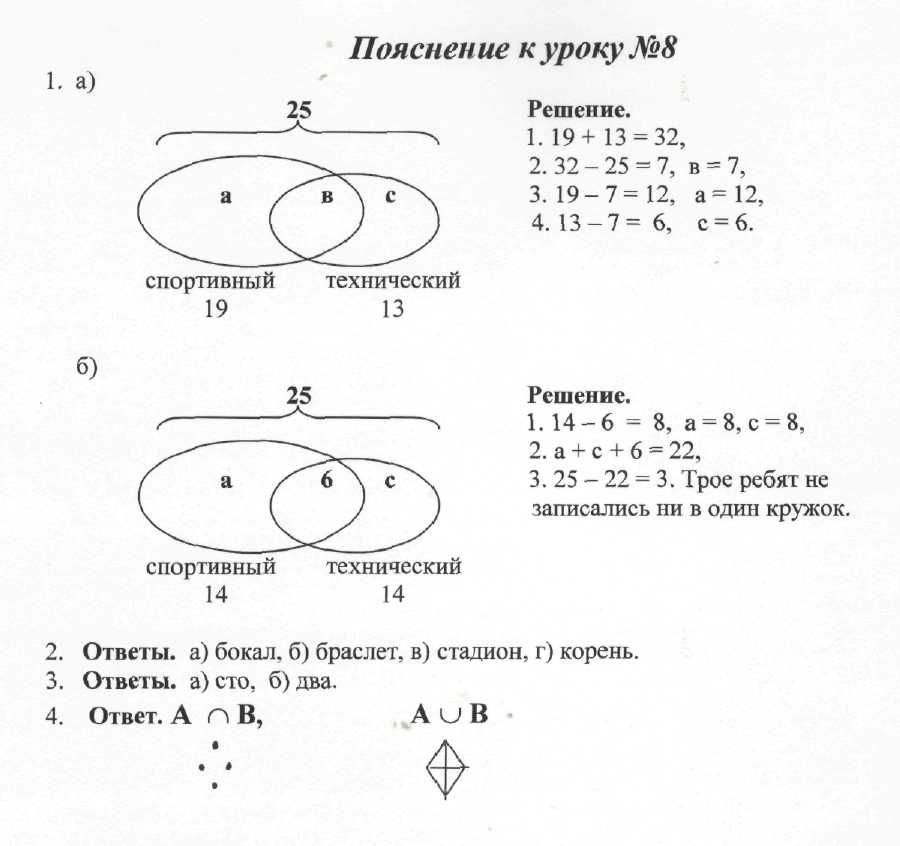 Пояснение к уроку №8
1. а)
25
а в с
спортивный технический
19 13
Решение.
1. 19 + 13 = 32,
2. 32 – 25 = 7, в = 7,
3. 19 – 7 = 12, а = 12,
4. 13 – 7 = 6, с = 6.
б)
25
а 6 с
спортивный технический
14 14
Решение.
1. 14 – 6 = 8, а = 8, с = 8,
2. а + с + 6 = 22,
3. 25 – 22 = 3. Трое ребят не
записались ни в один кружок.
2. Ответы. а) бокал, б) браслет, в) стадион, г) корень.
3. Ответы. а) сто, б) два.
4. Ответ. А ∩ В, А ∪ В